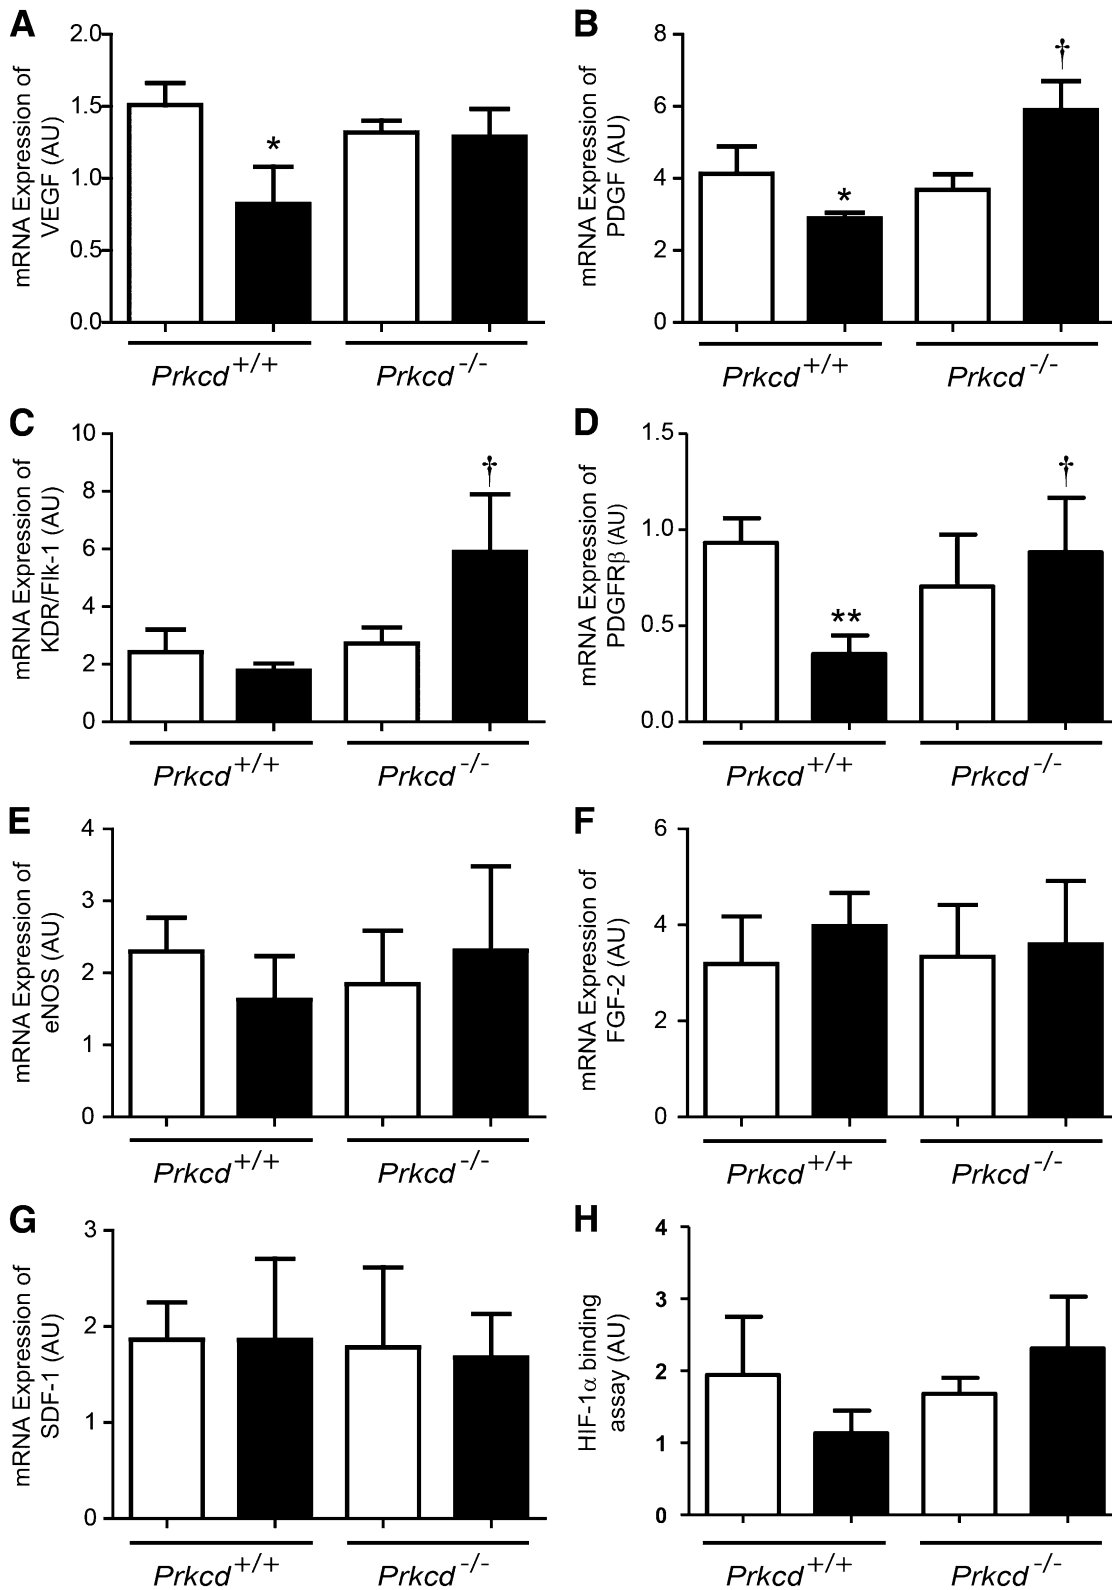 A
mRNA Expression of
VEGF (AU)
2.0
1.5
1.0
0.5
0.0
*
Prkcd+/+
Prkcd-/-
B
mRNA Expression of
PDGF (AU)
8
6
4
2
0
*
†
Prkcd+/+
Prkcd-/-
C
mRNA Expression of
KDR/Flk-1 (AU)
10
8
6
4
2
0
†
Prkcd+/+
Prkcd-/-
D
mRNA Expression of
PDGFRβ (AU)
1.5
1.0
0.5
0.0
**
†
Prkcd+/+
Prkcd-/-
E
mRNA Expression of
eNOS (AU)
4
3
2
1
0
Prkcd+/+
Prkcd-/-
F
mRNA Expression of
FGF-2 (AU)
6
4
2
0
Prkcd+/+
Prkcd-/-
G
mRNA Expression of
SDF-1 (AU)
3
2
1
0
Prkcd+/+
Prkcd-/-
H
HIF-1α binding
assay (AU)
4
3
2
1
0
Prkcd+/+
Prkcd-/-